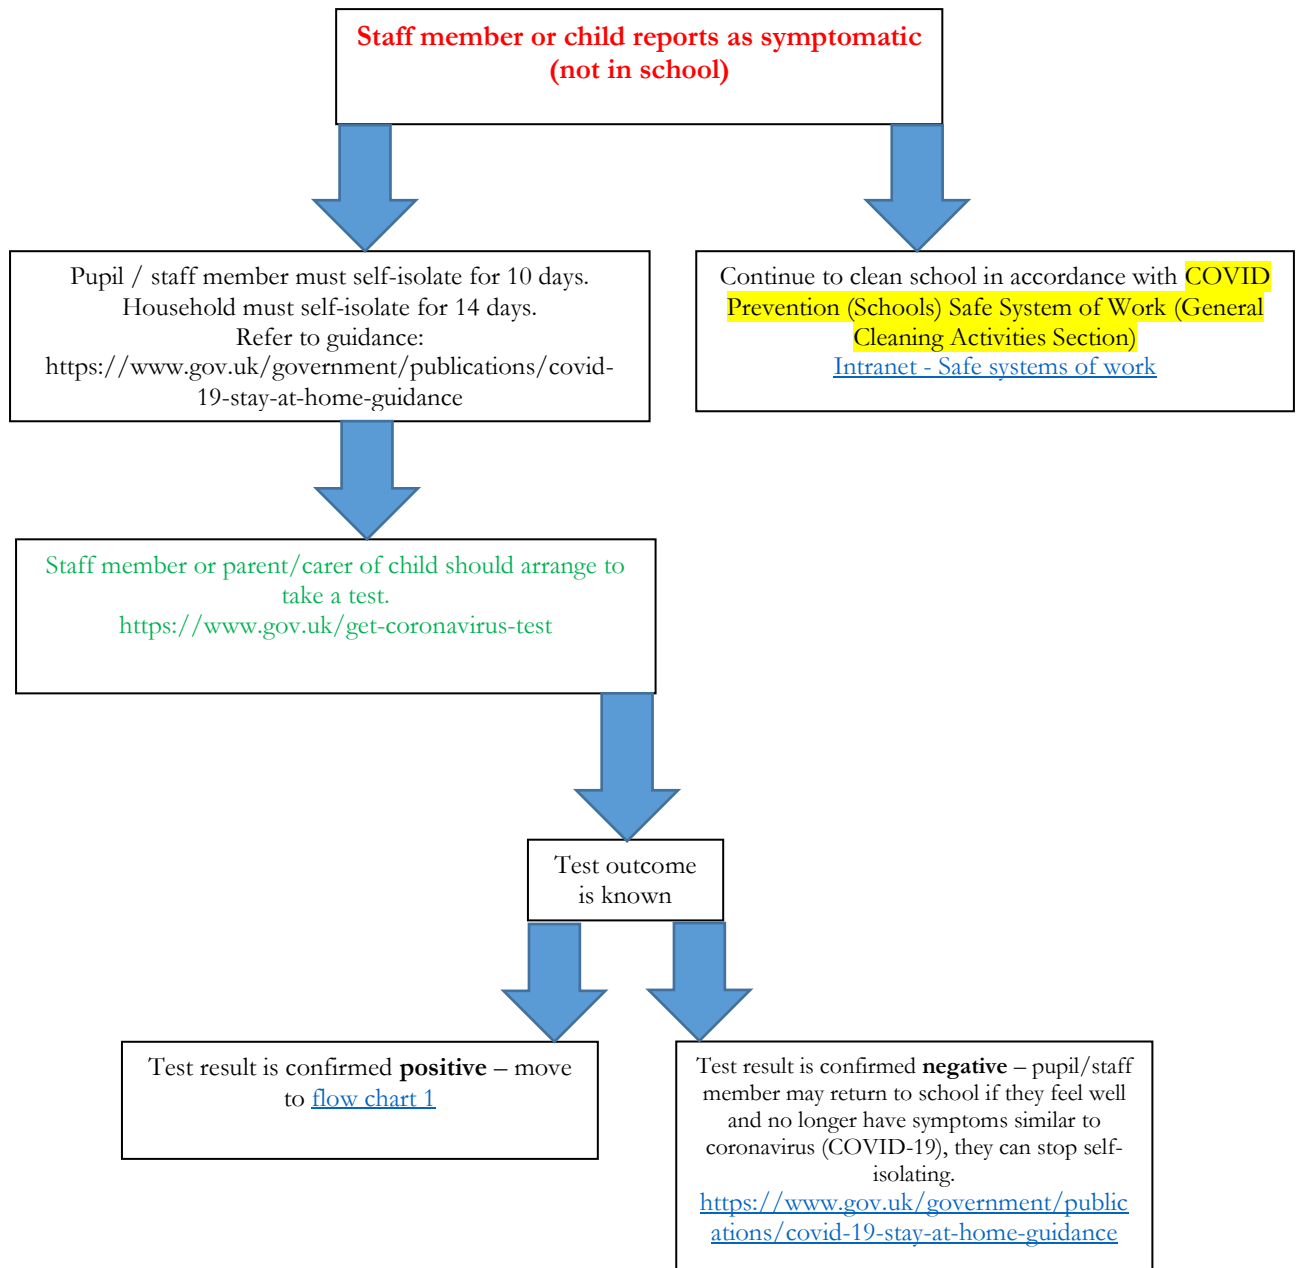 Staff member or child reports as symptomatic
(not in school)
Pupil / staff member must self-isolate for 10 days.
Household must self-isolate for 14 days.
Refer to guidance:
https://www.gov.uk/government/publications/covid-
19-stay-at-home-guidance
Continue to clean school in accordance with COVID
Prevention (Schools) Safe System of Work (General
Cleaning Activities Section)
Intranet - Safe systems of work
Staff member or parent/carer of child should arrange to
take a test.
https://www.gov.uk/get-coronavirus-test
Test outcome
is known
Test result is confirmed positive – move
to flow chart 1
Test result is confirmed negative – pupil/staff
member may return to school if they feel well
and no longer have symptoms similar to
coronavirus (COVID-19), they can stop self-
isolating.
https://www.gov.uk/government/public
ations/covid-19-stay-at-home-guidance